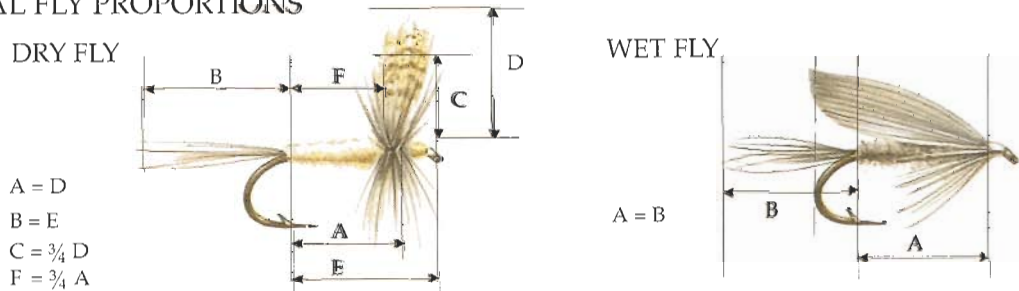 AL FLY PROPORTIONS
DRY FLY
B
F
D
C
A = D
B = E
C = ¾ D
F = ¾ A
A
E
WET FLY
A = B
B
A